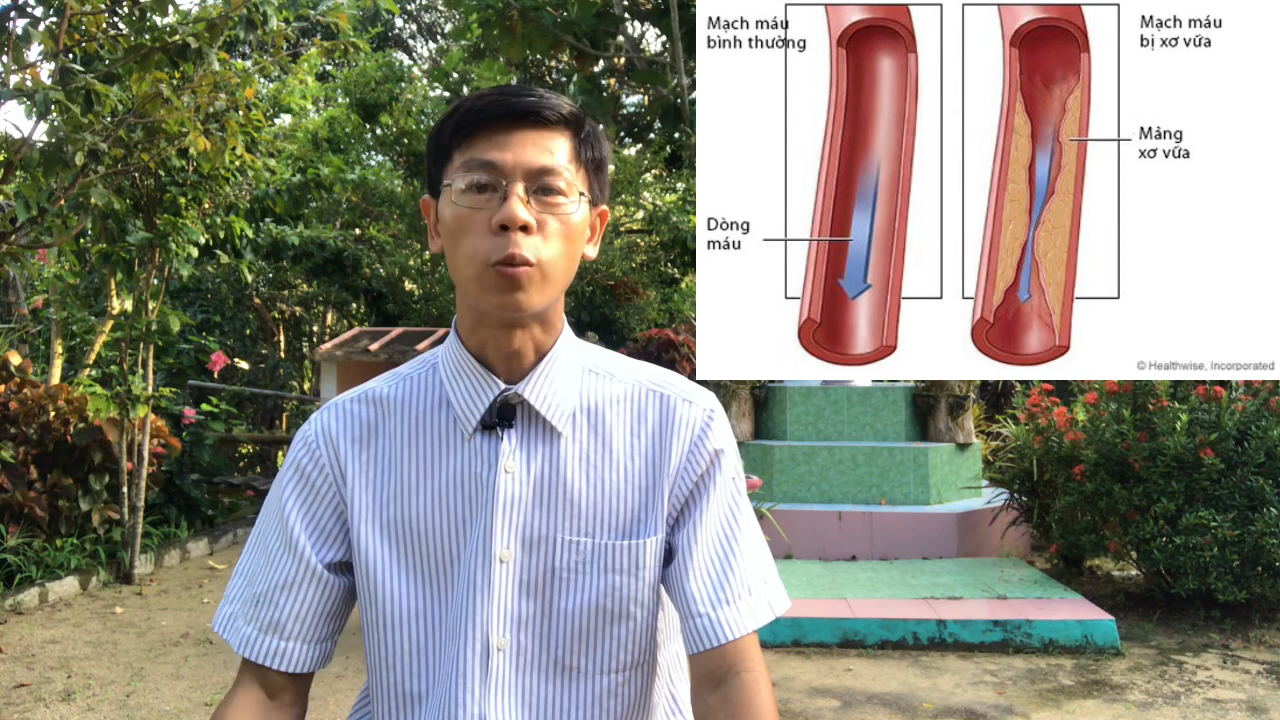 Mạch máu
bình thường
Dòng
máu
Mạch máu
bị xơ vữa
Mảng
xơ vữa
© Healthwise, Incorporated